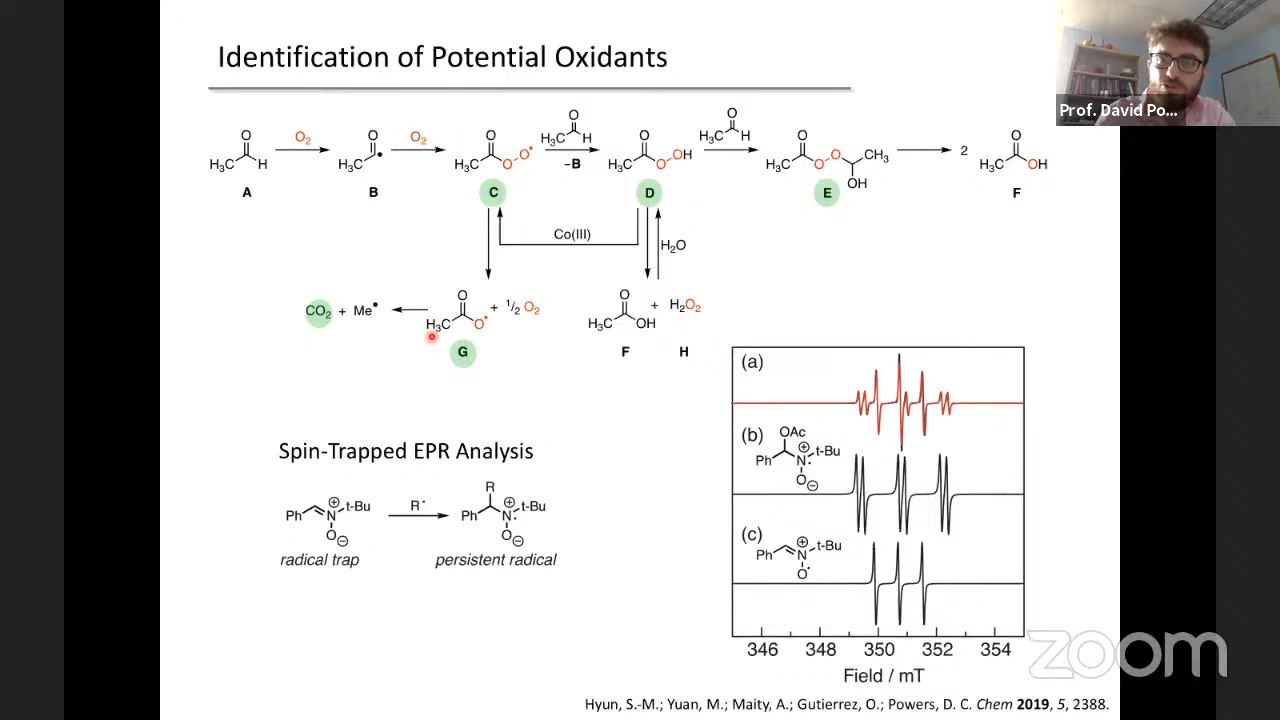 Identification of Potential Oxidants
Prof. David Po...
O O2 O O2 O O H3C H O H3C H O O
H3C H H3C • H3C O O• –B H3C O OH H3C O O CH3 2 H3C OH
OH
A B C D E F
Co(III) H2O
CO2 + Me• H3C O O• + 1/2 O2 H3C O OH + H2O2
G F H
Spin-Trapped EPR Analysis
Ph N t-Bu O R• R Ph N t-Bu O
radical trap persistent radical
(a)
(b) OAc Ph N t-Bu O
(c) Ph N t-Bu O
346 348 350 352 354
Field / mT
zoom
Hyun, S.-M.; Yuan, M.; Maity, A.; Gutierrez, O.; Powers, D. C. Chem 2019, 5, 2388.